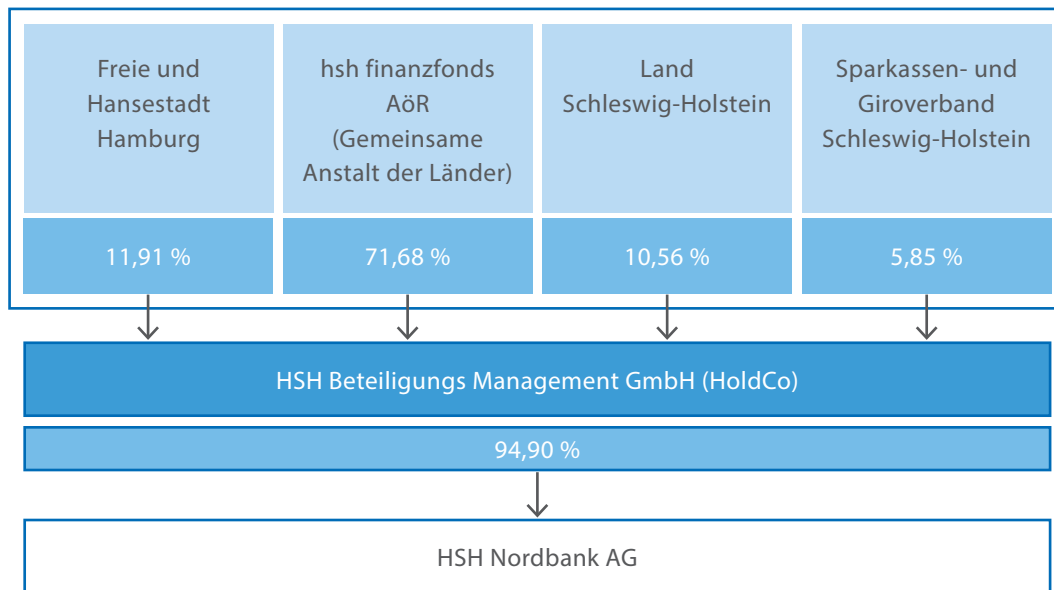 Freie und
Hansestadt
Hamburg
11,91 %
hsh finanzfonds
AöR
(Gemeinsame
Anstalt der Länder)
71,68 %
Land
Schleswig-Holstein
10,56 %
Sparkassen- und
Giroverband
Schleswig-Holstein
5,85 %
HSH Beteiligungs Management GmbH (HoldCo)
94,90 %
HSH Nordbank AG